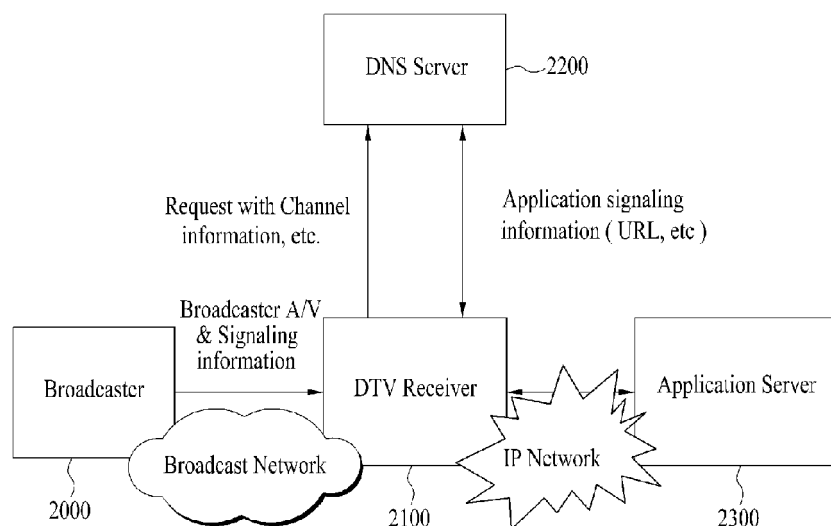 DNS Server
2200
Request with Channel
information, etc.
Application signaling
information ( URL, etc )
Broadcaster A/V
& Signaling
information
Broadcaster
DTV Receiver
Application Server
Broadcast Network
IP Network
2000
2100
2300